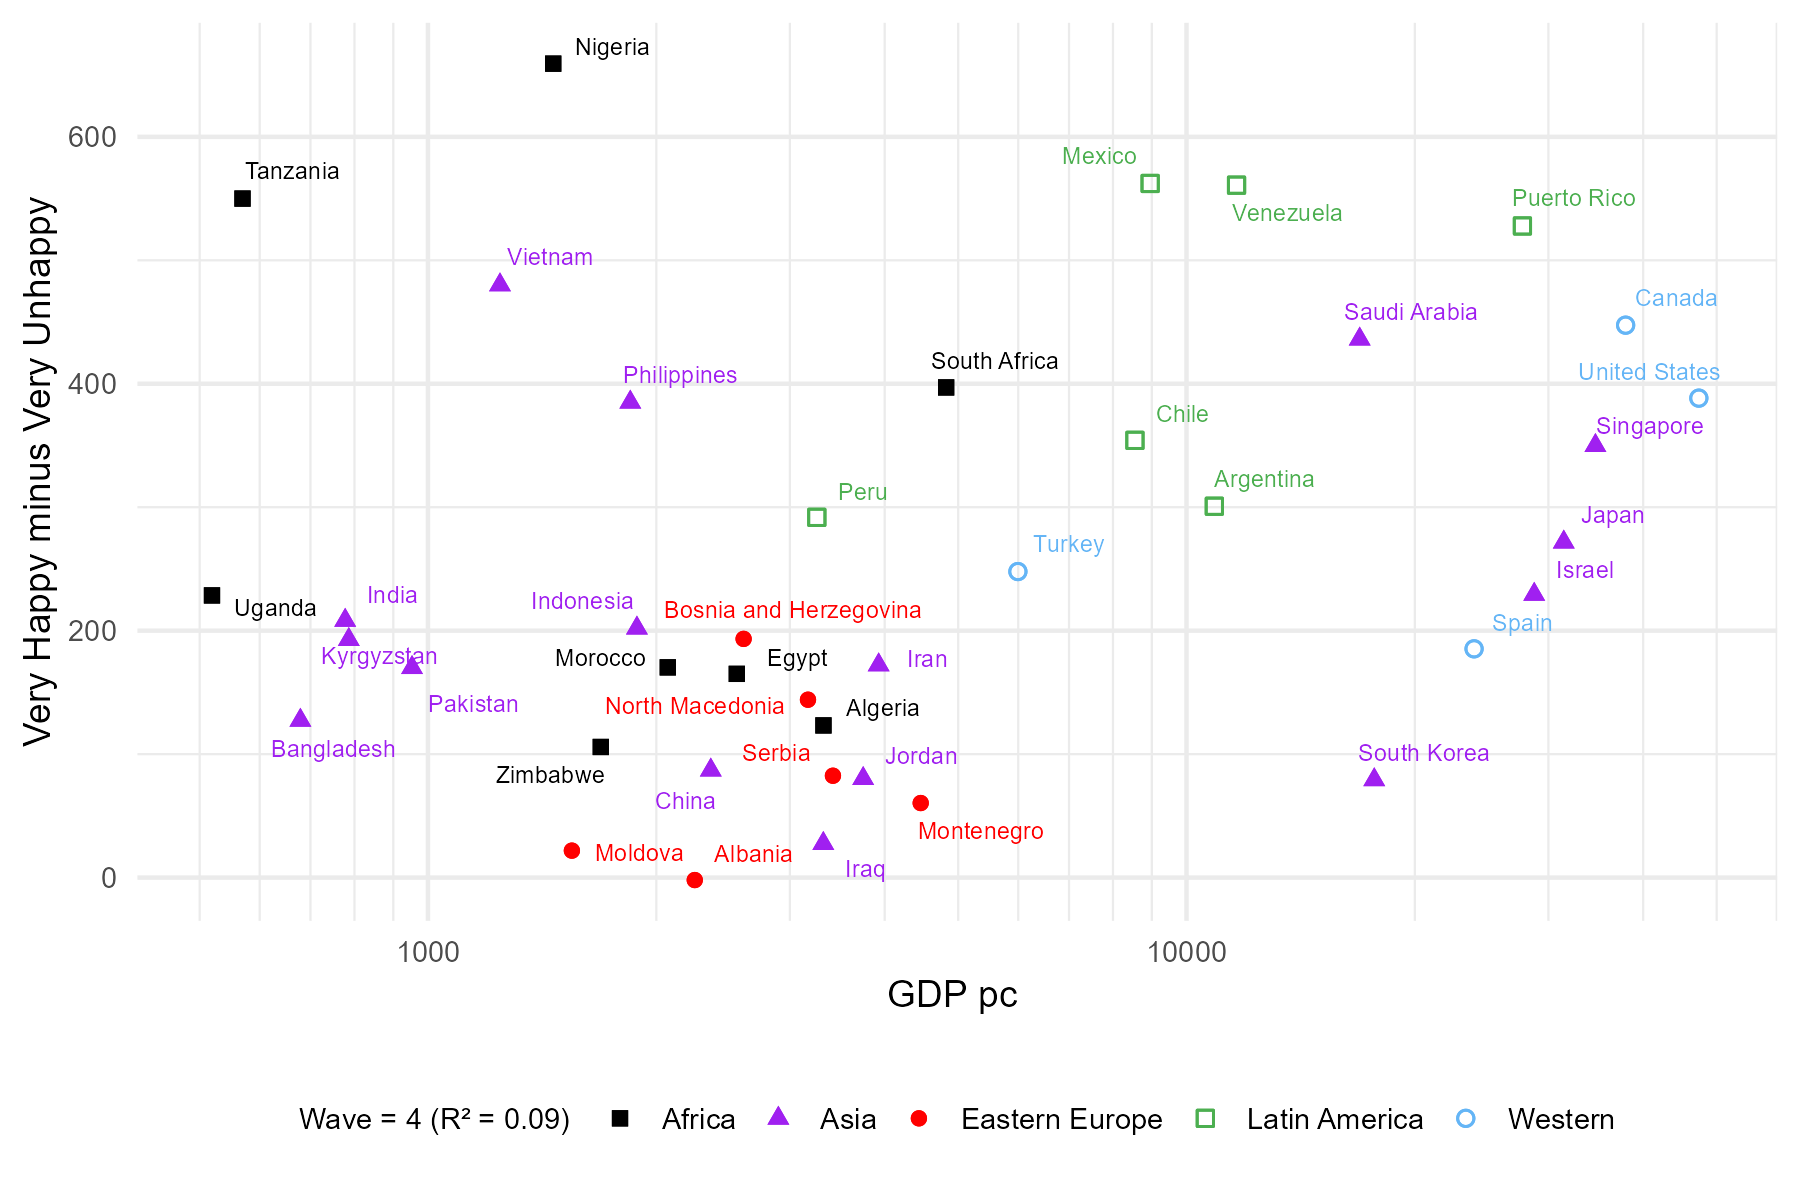 Nigeria
600
Mexico
Tanzania
Puerto Rico
Venezuela
Vietnam
Canada
Saudi Arabia
South Africa
United States
Philippines
400
Chile
Singapore
Argentina
Peru
Japan
Turkey
Israel
India
Indonesia
Uganda
Bosnia and Herzegovina
Spain
200
Kyrgyzstan
Morocco
Egypt
Iran
Pakistan
North Macedonia
Algeria
Bangladesh
Serbia
Jordan
South Korea
Zimbabwe
China
Montenegro
Moldova
Albania
Iraq
0
Very Happy minus Very Unhappy
1000
10000
GDP pc
Wave = 4 (R² = 0.09) Africa Asia Eastern Europe Latin America Western